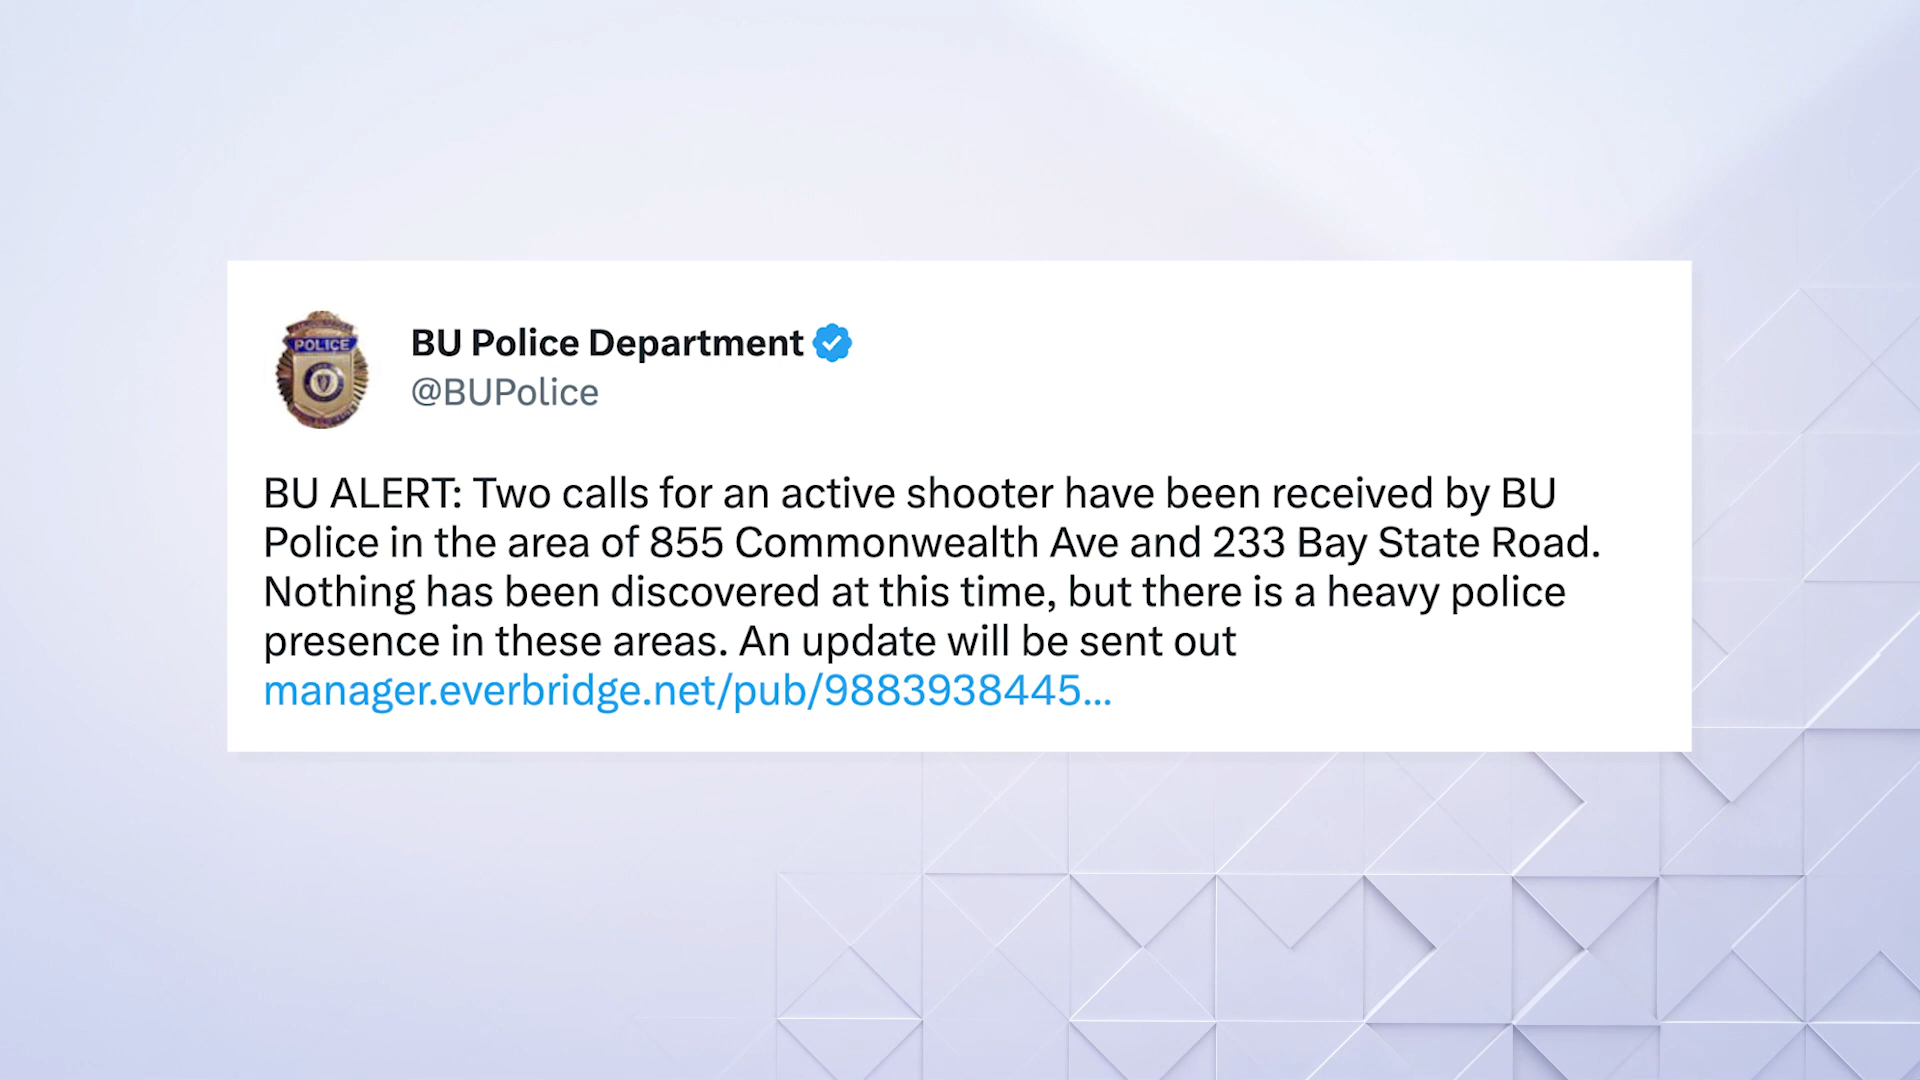 POLICE
BU Police Department
@BUPolice
BU ALERT: Two calls for an active shooter have been received by BU
Police in the area of 855 Commonwealth Ave and 233 Bay State Road.
Nothing has been discovered at this time, but there is a heavy police
presence in these areas. An update will be sent out
manager.everbridge.net/pub/9883938445...